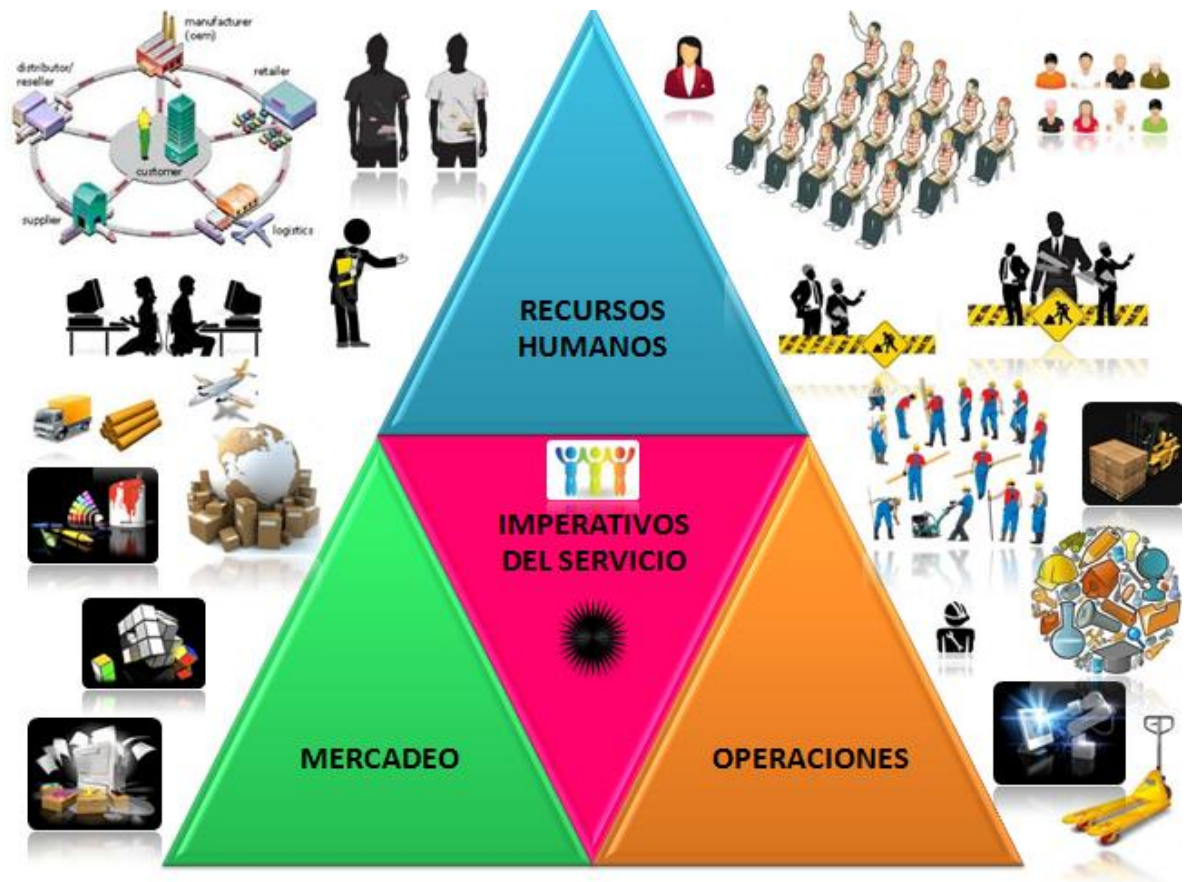 manufacturer
(oem)
distributor/
reseller
retailer
customer
supplier
logistics
RECURSOS
HUMANOS
IMPERATIVOS
DEL SERVICIO
MERCADEO
OPERACIONES